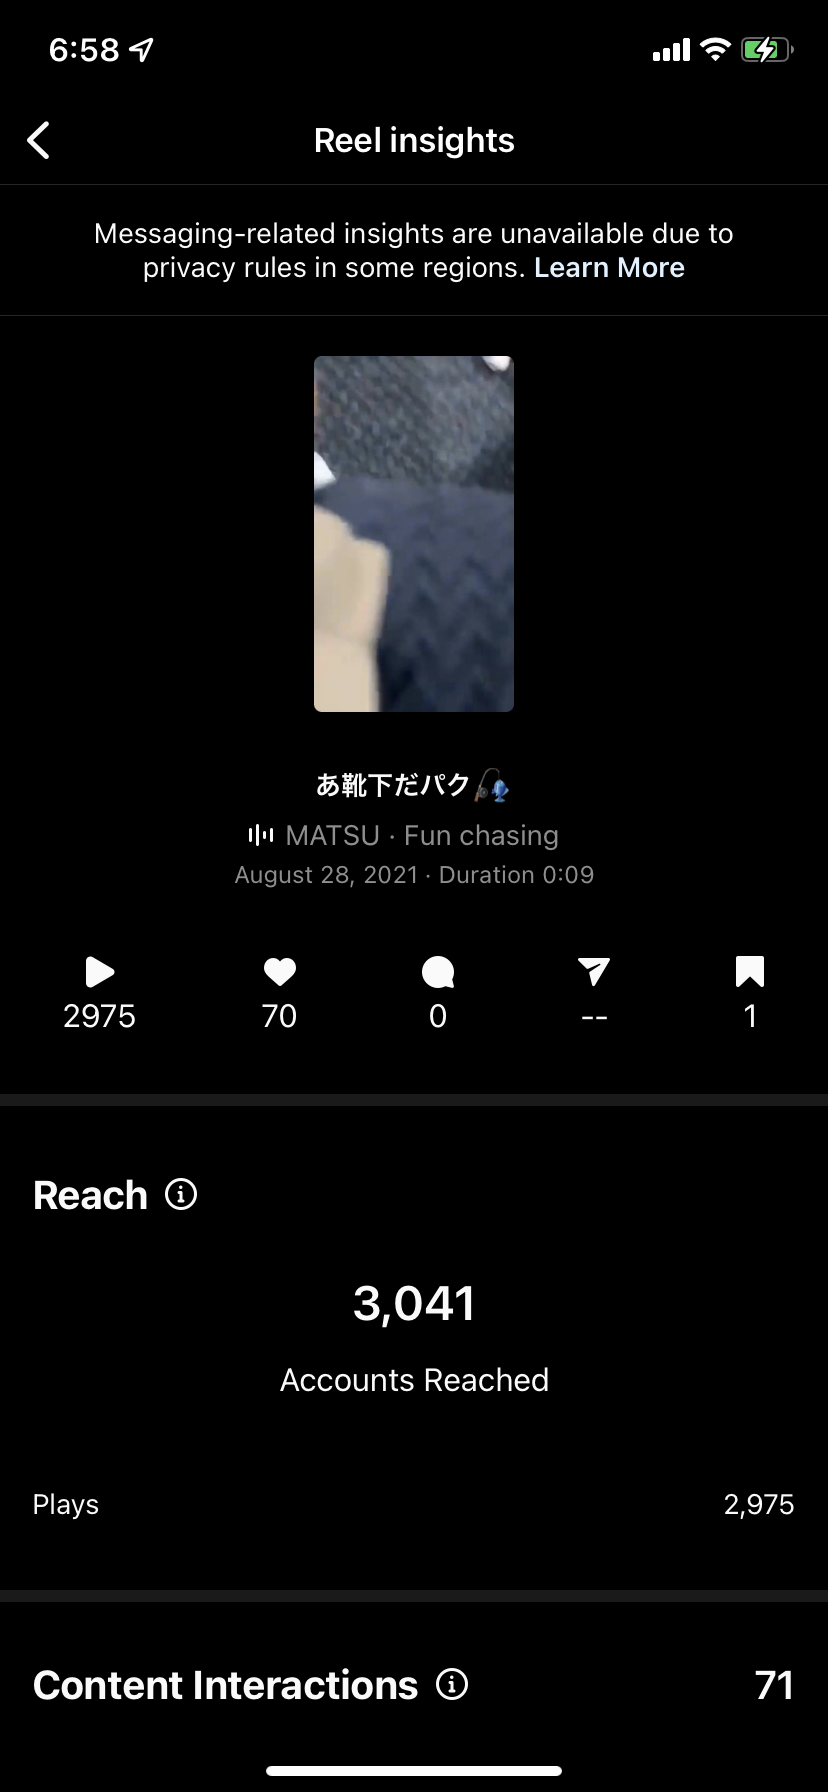 6:58
Reel insights
Messaging-related insights are unavailable due to
privacy rules in some regions. Learn More
あ靴下だパク🎣
MATSU · Fun chasing
August 28, 2021 · Duration 0:09
2975 70 0 -- 1
Reach
3,041
Accounts Reached
Plays 2,975
Content Interactions 71